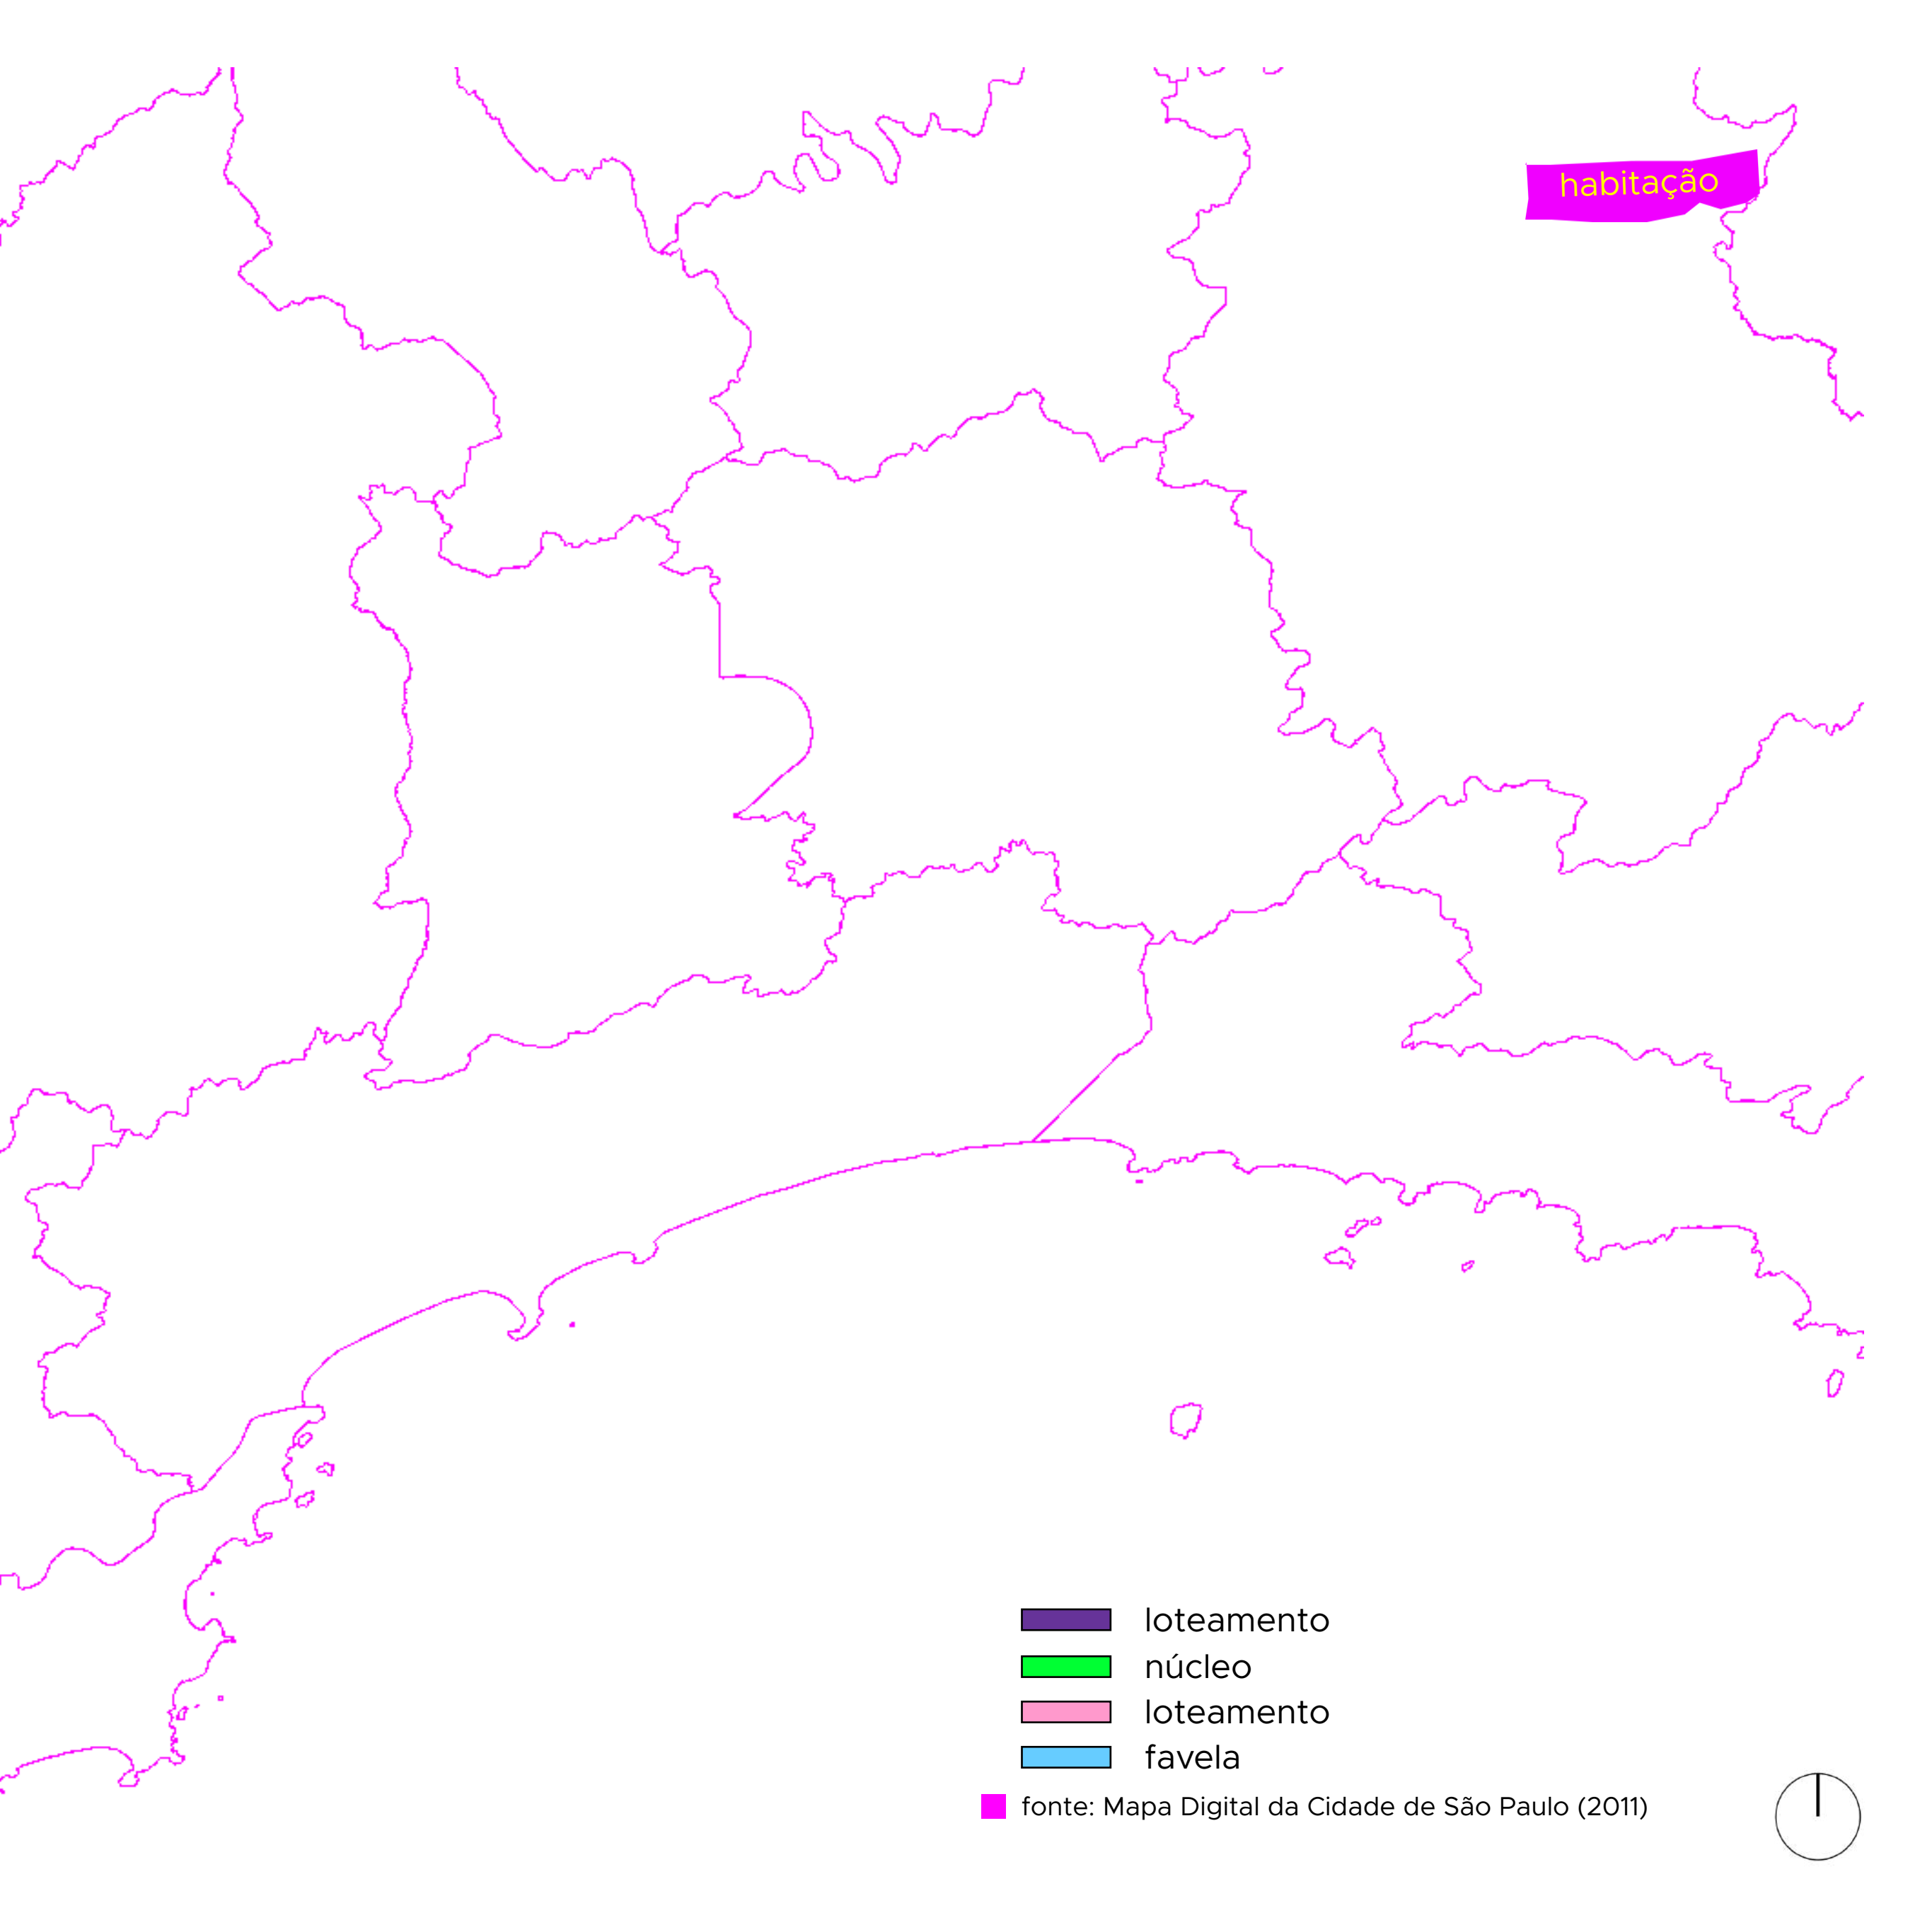 habitação
loteamento
núcleo
loteamento
favela
fonte: Mapa Digital da Cidade de São Paulo (2011)